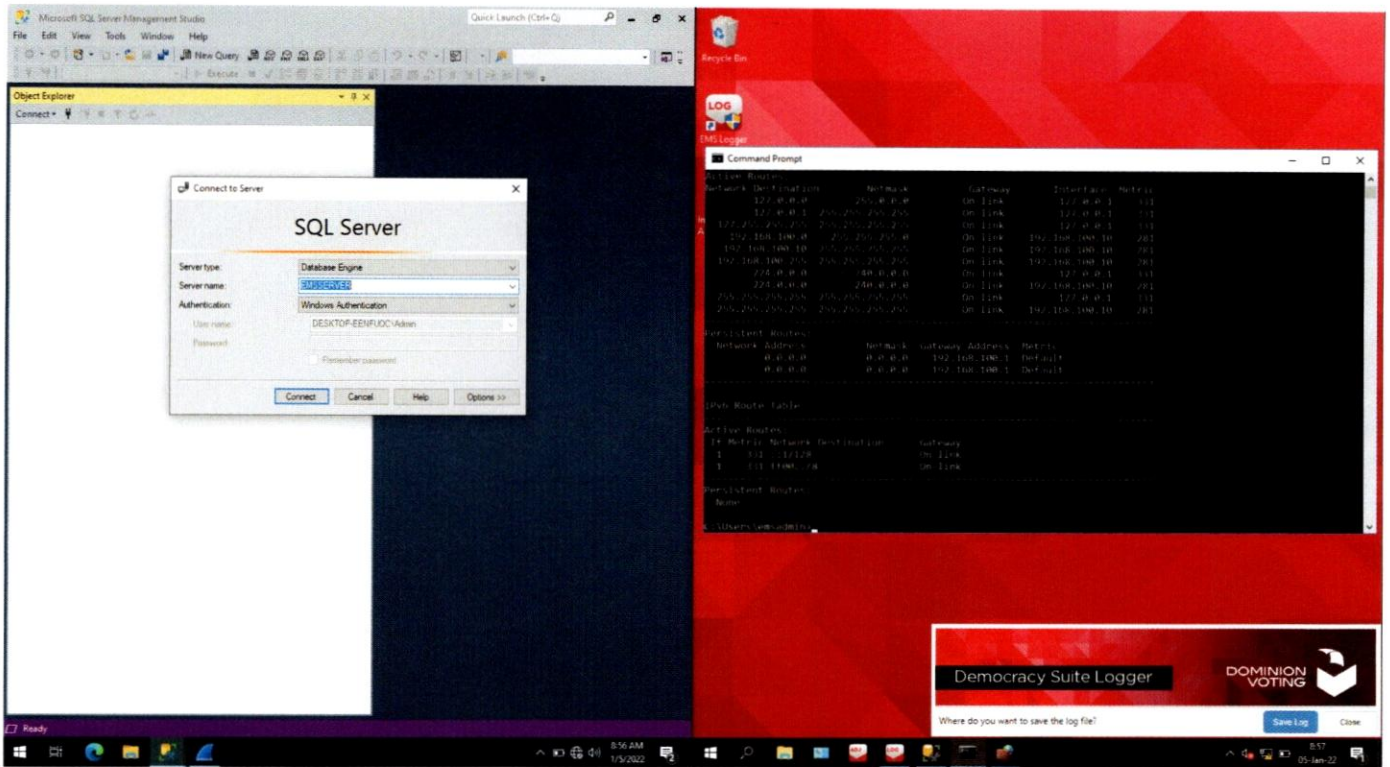 Microsoft SQL Server Management Studio
Quick Launch (Ctrl+Q)
File Edit View Tools Window Help
New Query
Execute
Object Explorer
Connect
Connect to Server
SQL Server
Server type: Database Engine
Server name: EMSSERVER
Authentication: Windows Authentication
User name: DESKTOP-EENFUOC\Admin
Password:
Remember password
Connect Cancel Help Options >>
Ready
8:56 AM
1/5/2022
Recycle Bin
LOG
EMS Logger
Command Prompt
Active Routes:
Network Destination Netmask Gateway Interface Metric
127.0.0.0 255.0.0.0 On-link 127.0.0.1 331
127.0.0.1 255.255.255.255 On-link 127.0.0.1 331
127.255.255.255 255.255.255.255 On-link 127.0.0.1 331
192.168.100.0 255.255.255.0 On-link 192.168.100.10 281
192.168.100.10 255.255.255.255 On-link 192.168.100.10 281
192.168.100.255 255.255.255.255 On-link 192.168.100.10 281
224.0.0.0 240.0.0.0 On-link 127.0.0.1 331
224.0.0.0 240.0.0.0 On-link 192.168.100.10 281
255.255.255.255 255.255.255.255 On-link 127.0.0.1 331
255.255.255.255 255.255.255.255 On-link 192.168.100.10 281
Persistent Routes:
Network Address Netmask Gateway Address Metric
0.0.0.0 0.0.0.0 192.168.100.1 Default
0.0.0.0 0.0.0.0 192.168.100.1 Default
IPv6 Route Table
Active Routes:
If Metric Network Destination Gateway
1 331 ::1/128 On-link
1 331 ff00::/8 On-link
Persistent Routes:
None
C:\Users\emsadmin>
Democracy Suite Logger
DOMINION
VOTING
Where do you want to save the log file?
Save Log Close
8:57
05-Jan-22